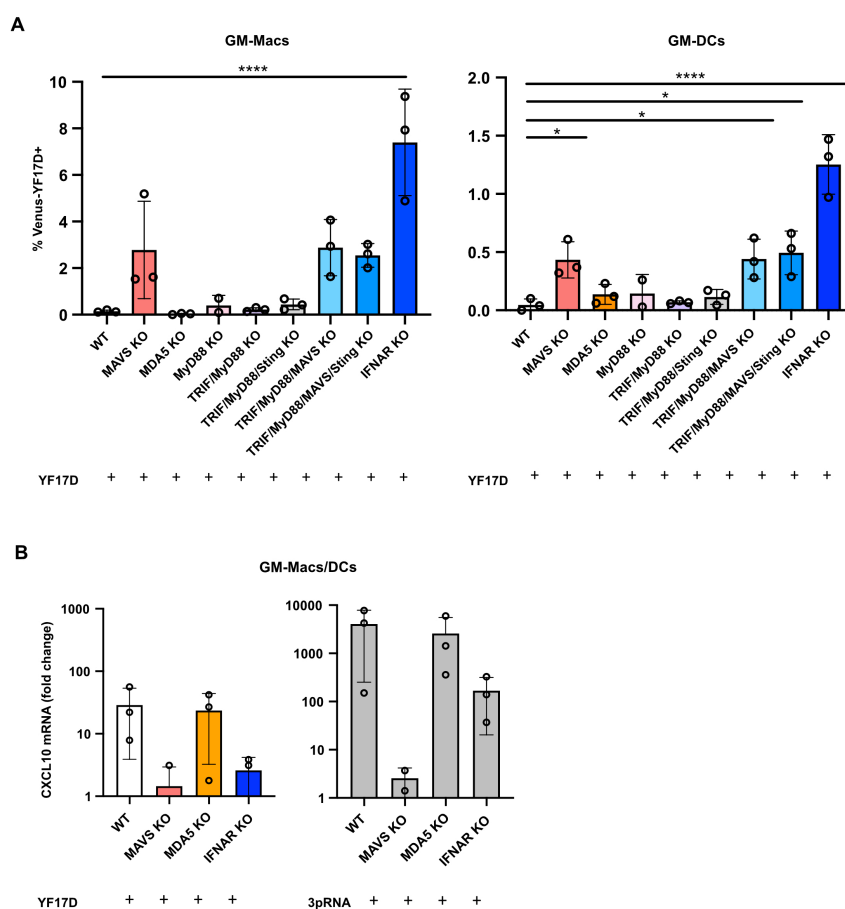 A
GM-Macs
GM-DCs
% Venus-YF17D+
10
8
6
4
2
0
****
WT
MAVS KO
MDA5 KO
MyD88 KO
TRIF/MyD88 KO
TRIF/MyD88/Sting KO
TRIF/MyD88/MAVS KO
TRIF/MyD88/MAVS/Sting KO
IFNAR KO
YF17D + + + + + + + + + +
2.0
1.5
1.0
0.5
0.0
****
*
*
*
WT
MAVS KO
MDA5 KO
MyD88 KO
TRIF/MyD88 KO
TRIF/MyD88/Sting KO
TRIF/MyD88/MAVS KO
TRIF/MyD88/MAVS/Sting KO
IFNAR KO
YF17D + + + + + + + + + +
B
GM-Macs/DCs
CXCL10 mRNA (fold change)
1000
100
10
1
WT
MAVS KO
MDA5 KO
IFNAR KO
YF17D + + + +
10000
1000
100
10
1
WT
MAVS KO
MDA5 KO
IFNAR KO
3pRNA + + + +